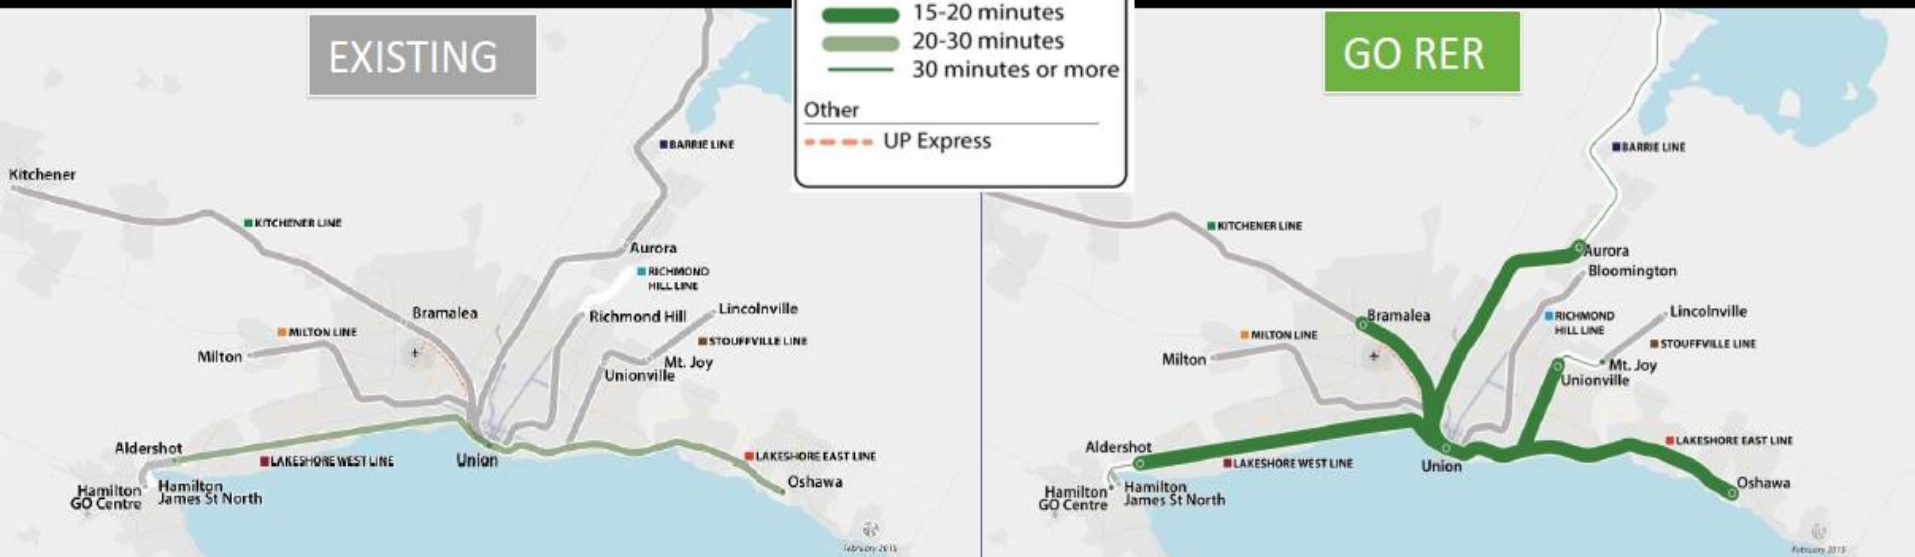 EXISTING
15-20 minutes
20-30 minutes
30 minutes or more
Other
UP Express
GO RER
BARRIE LINE
Kitchener
KITCHENER LINE
Aurora
RICHMOND
HILL LINE
Bramalea
Richmond Hill
Lincolnville
MILTON LINE
STOUFFVILLE LINE
Milton
Mt. Joy
Unionville
Aldershot
LAKESHORE WEST LINE
Union
LAKESHORE EAST LINE
Oshawa
Hamilton
GO Centre
Hamilton
James St North
February 2015
BARRIE LINE
KITCHENER LINE
Aurora
Bloomington
Bramalea
RICHMOND
HILL LINE
Lincolnville
MILTON LINE
STOUFFVILLE LINE
Milton
Mt. Joy
Unionville
Aldershot
LAKESHORE WEST LINE
Union
LAKESHORE EAST LINE
Oshawa
Hamilton
GO Centre
Hamilton
James St North
February 2015